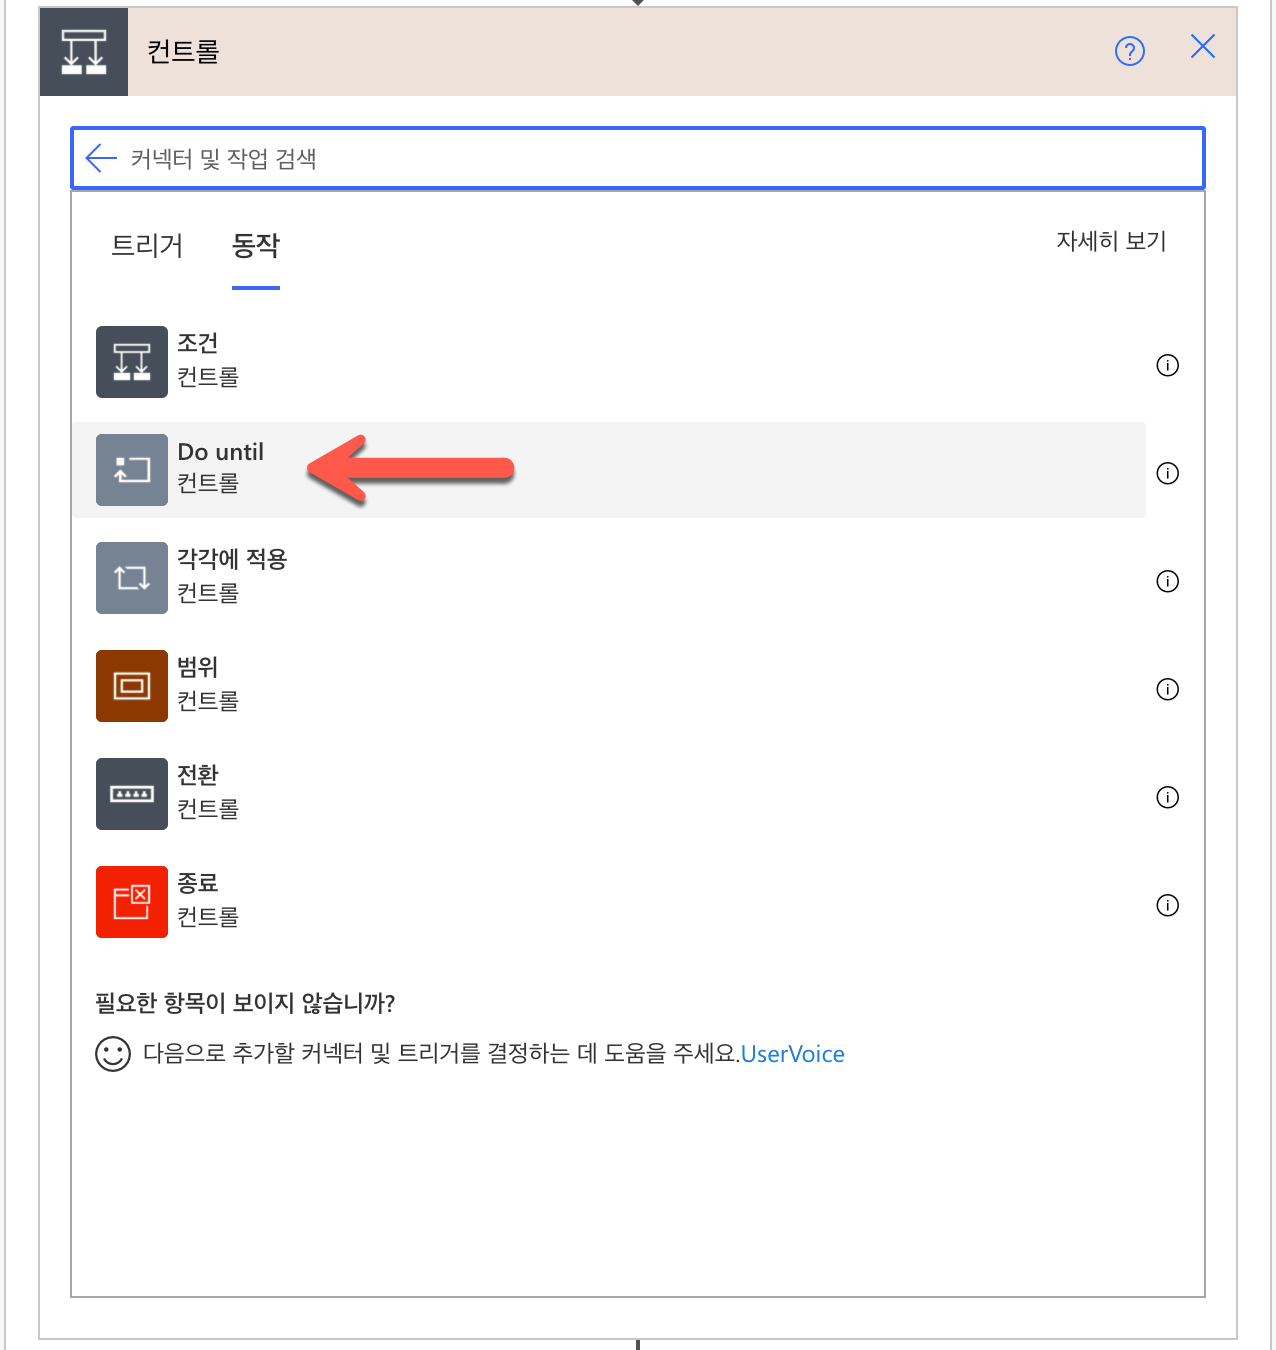 컨트롤
커넥터 및 작업 검색
트리거 동작 자세히 보기
조건
컨트롤
Do until
컨트롤
각각에 적용
컨트롤
범위
컨트롤
전환
컨트롤
종료
컨트롤
필요한 항목이 보이지 않습니까?
다음으로 추가할 커넥터 및 트리거를 결정하는 데 도움을 주세요.UserVoice